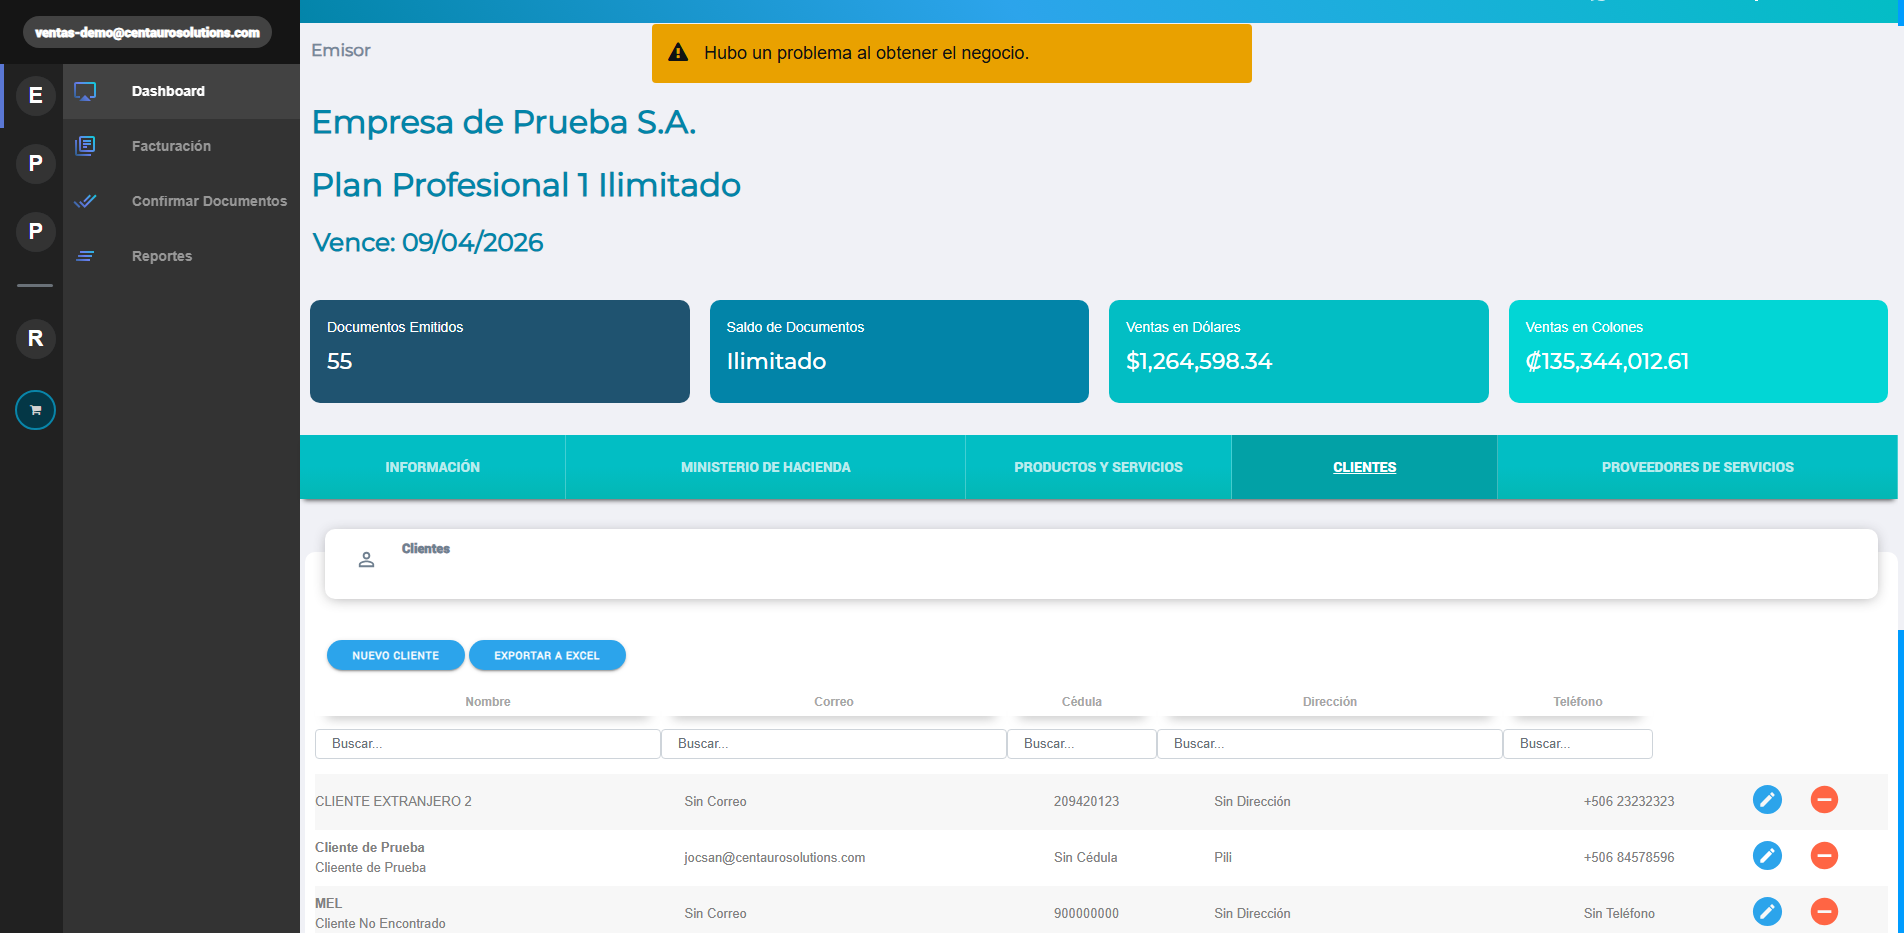 ventas-demo@centaurosolutions.com
E
P
P
R
Dashboard
Facturación
Confirmar Documentos
Reportes
Emisor
Hubo un problema al obtener el negocio.
Empresa de Prueba S.A.
Plan Profesional 1 Ilimitado
Vence: 09/04/2026
Documentos Emitidos
55
Saldo de Documentos
Ilimitado
Ventas en Dólares
$1,264,598.34
Ventas en Colones
₡135,344,012.61
INFORMACIÓN
MINISTERIO DE HACIENDA
PRODUCTOS Y SERVICIOS
CLIENTES
PROVEEDORES DE SERVICIOS
Clientes
NUEVO CLIENTE
EXPORTAR A EXCEL
Nombre Correo Cédula Dirección Teléfono
Buscar... Buscar... Buscar... Buscar... Buscar...
CLIENTE EXTRANJERO 2 Sin Correo 209420123 Sin Dirección +506 23232323
Cliente de Prueba
Clieente de Prueba jocsan@centaurosolutions.com Sin Cédula Pili +506 84578596
MEL
Cliente No Encontrado Sin Correo 900000000 Sin Dirección Sin Teléfono